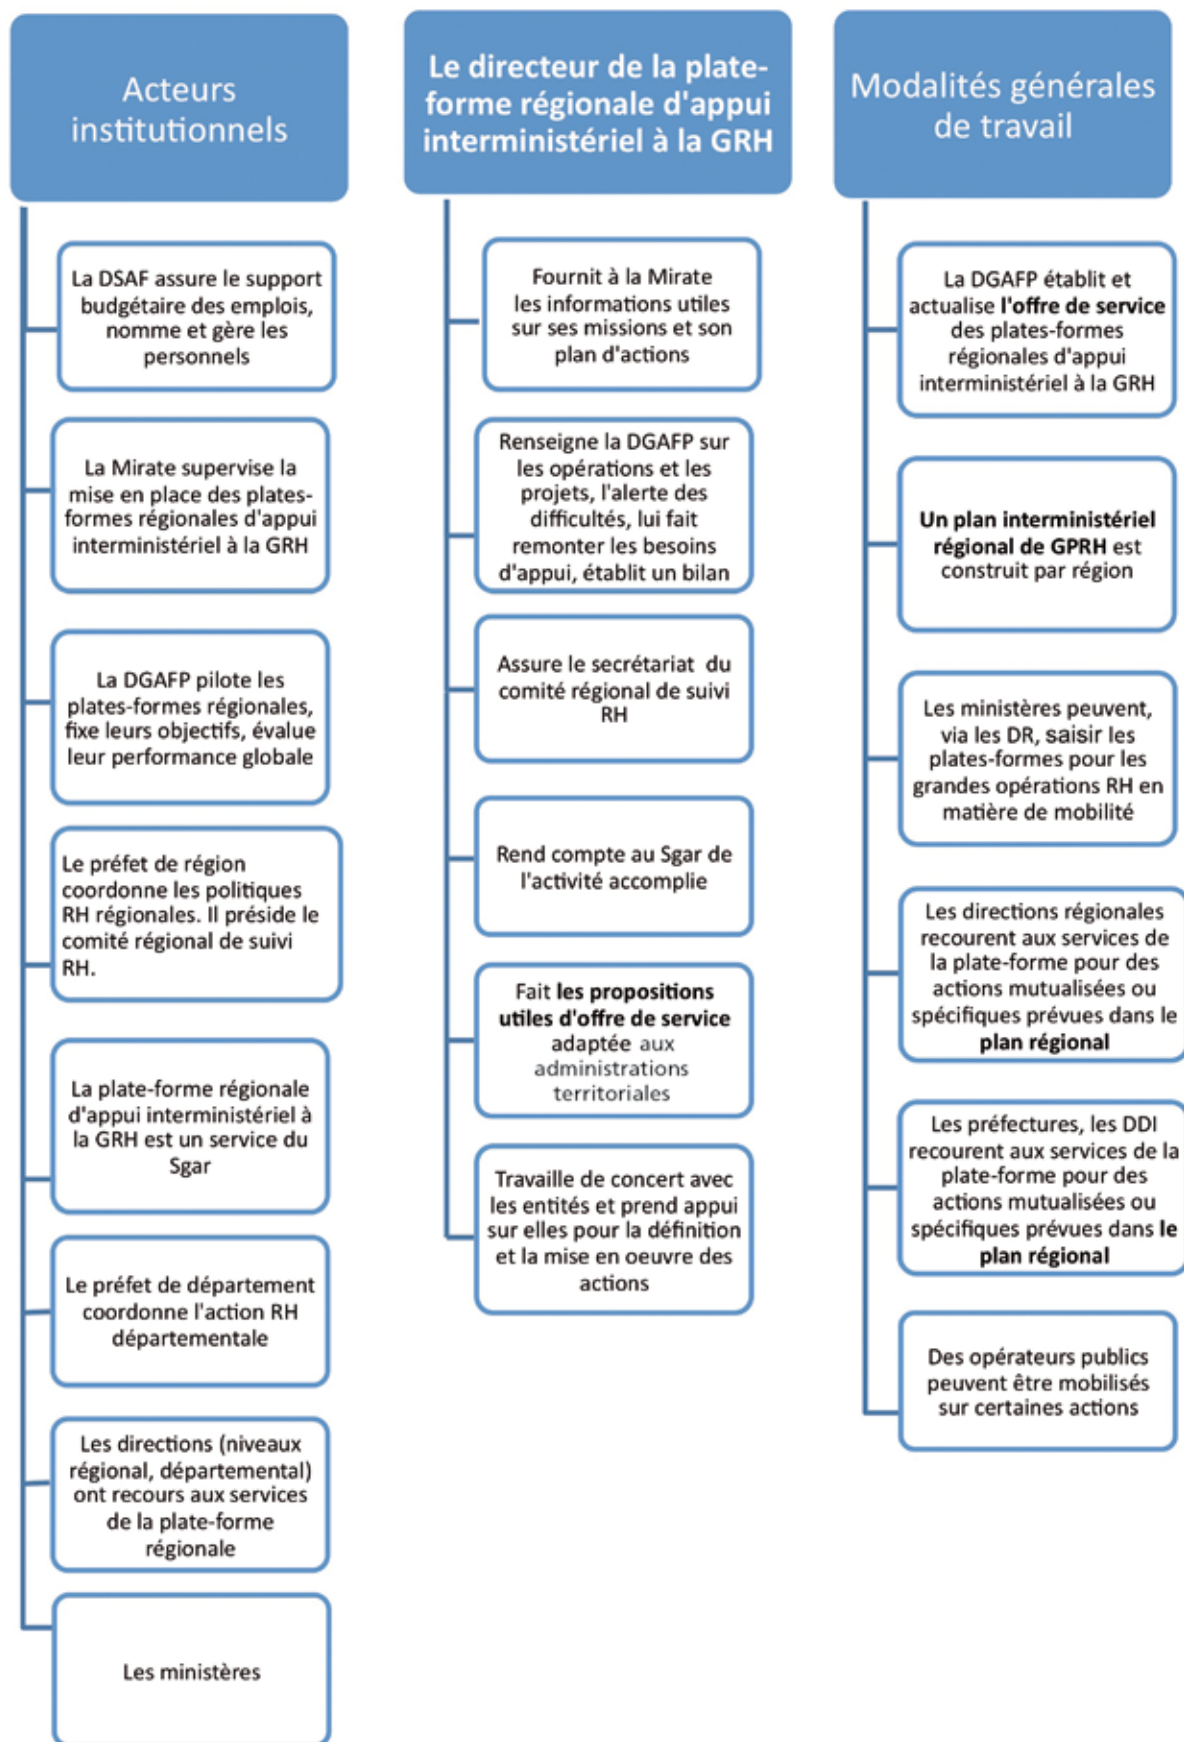 Acteurs
institutionnels
La DSAF assure le support
budgétaire des emplois,
nomme et gère les
personnels
La Mirate supervise la
mise en place des plates-
formes régionales d'appui
interministériel à la GRH
La DGAFP pilote les
plates-formes régionales,
fixe leurs objectifs, évalue
leur performance globale
Le préfet de région
coordonne les politiques
RH régionales. Il préside le
comité régional de suivi
RH.
La plate-forme régionale
d'appui interministériel à
la GRH est un service du
Sgar
Le préfet de département
coordonne l'action RH
départementale
Les directions (niveaux
régional, départemental)
ont recours aux services
de la plate-forme
régionale
Les ministères
Le directeur de la plate-
forme régionale d'appui
interministériel à la GRH
Fournit à la Mirate
les informations utiles
sur ses missions et son
plan d'actions
Renseigne la DGAFP sur
les opérations et les
projets, l'alerte des
difficultés, lui fait
remonter les besoins
d'appui, établit un bilan
Assure le secrétariat du
comité régional de suivi
RH
Rend compte au Sgar de
l'activité accomplie
Fait les propositions
utiles d'offre de service
adaptée aux
administrations
territoriales
Travaille de concert avec
les entités et prend appui
sur elles pour la définition
et la mise en oeuvre des
actions
Modalités générales
de travail
La DGAFP établit et
actualise l'offre de service
des plates-formes
régionales d'appui
interministériel à la GRH
Un plan interministériel
régional de GPRH est
construit par région
Les ministères peuvent,
via les DR, saisir les
plates-formes pour les
grandes opérations RH en
matière de mobilité
Les directions régionales
recourent aux services de
la plate-forme pour des
actions mutualisées ou
spécifiques prévues dans le
plan régional
Les préfectures, les DDI
recourent aux services de la
plate-forme pour des
actions mutualisées ou
spécifiques prévues dans le
plan régional
Des opérateurs publics
peuvent être mobilisés
sur certaines actions